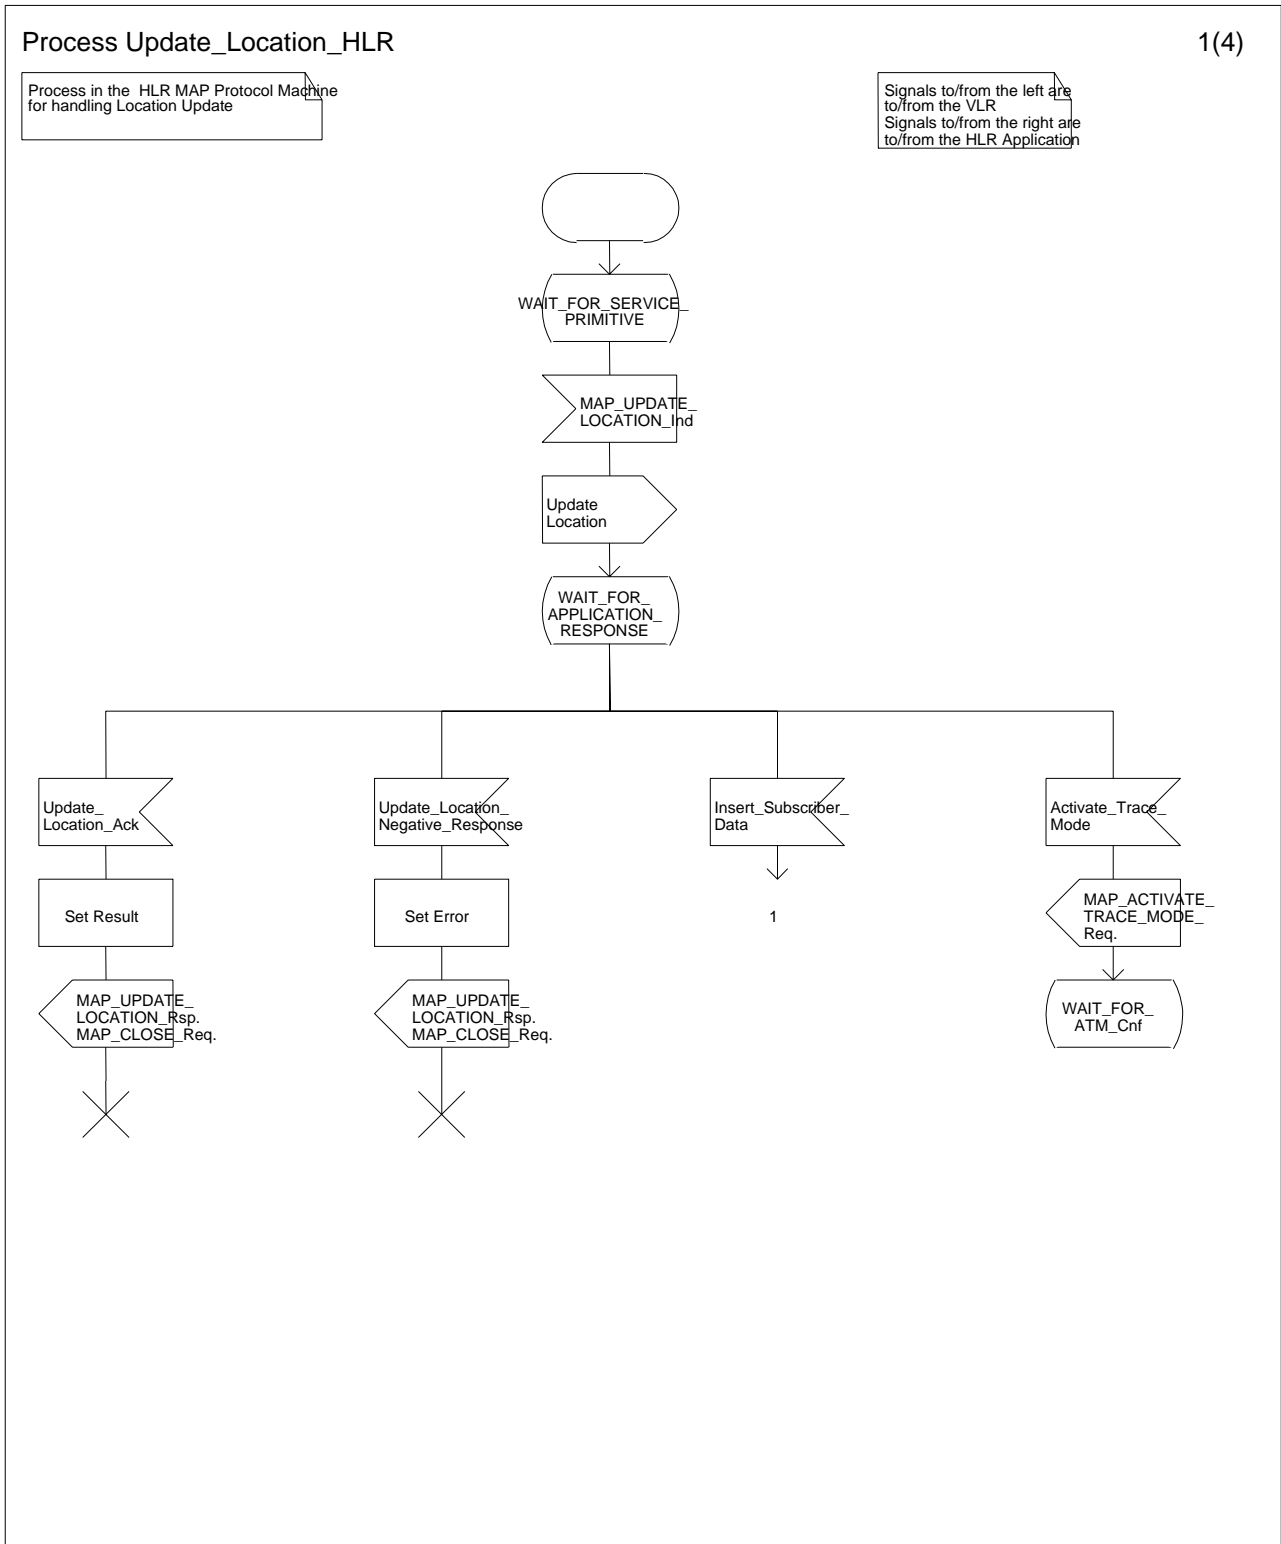 Process Update_Location_HLR
1(4)
Process in the HLR MAP Protocol Machine
for handling Location Update
Signals to/from the left are
to/from the VLR
Signals to/from the right are
to/from the HLR Application
WAIT_FOR_SERVICE_
PRIMITIVE
MAP_UPDATE_
LOCATION_Ind
Update
Location
WAIT_FOR_
APPLICATION_
RESPONSE
Update_
Location_Ack
Update_Location_
Negative_Response
Insert_Subscriber_
Data
Activate_Trace_
Mode
Set Result
Set Error
1
MAP_ACTIVATE_
TRACE_MODE_
Req.
MAP_UPDATE_
LOCATION_Rsp.
MAP_CLOSE_Req.
MAP_UPDATE_
LOCATION_Rsp.
MAP_CLOSE_Req.
WAIT_FOR_
ATM_Cnf